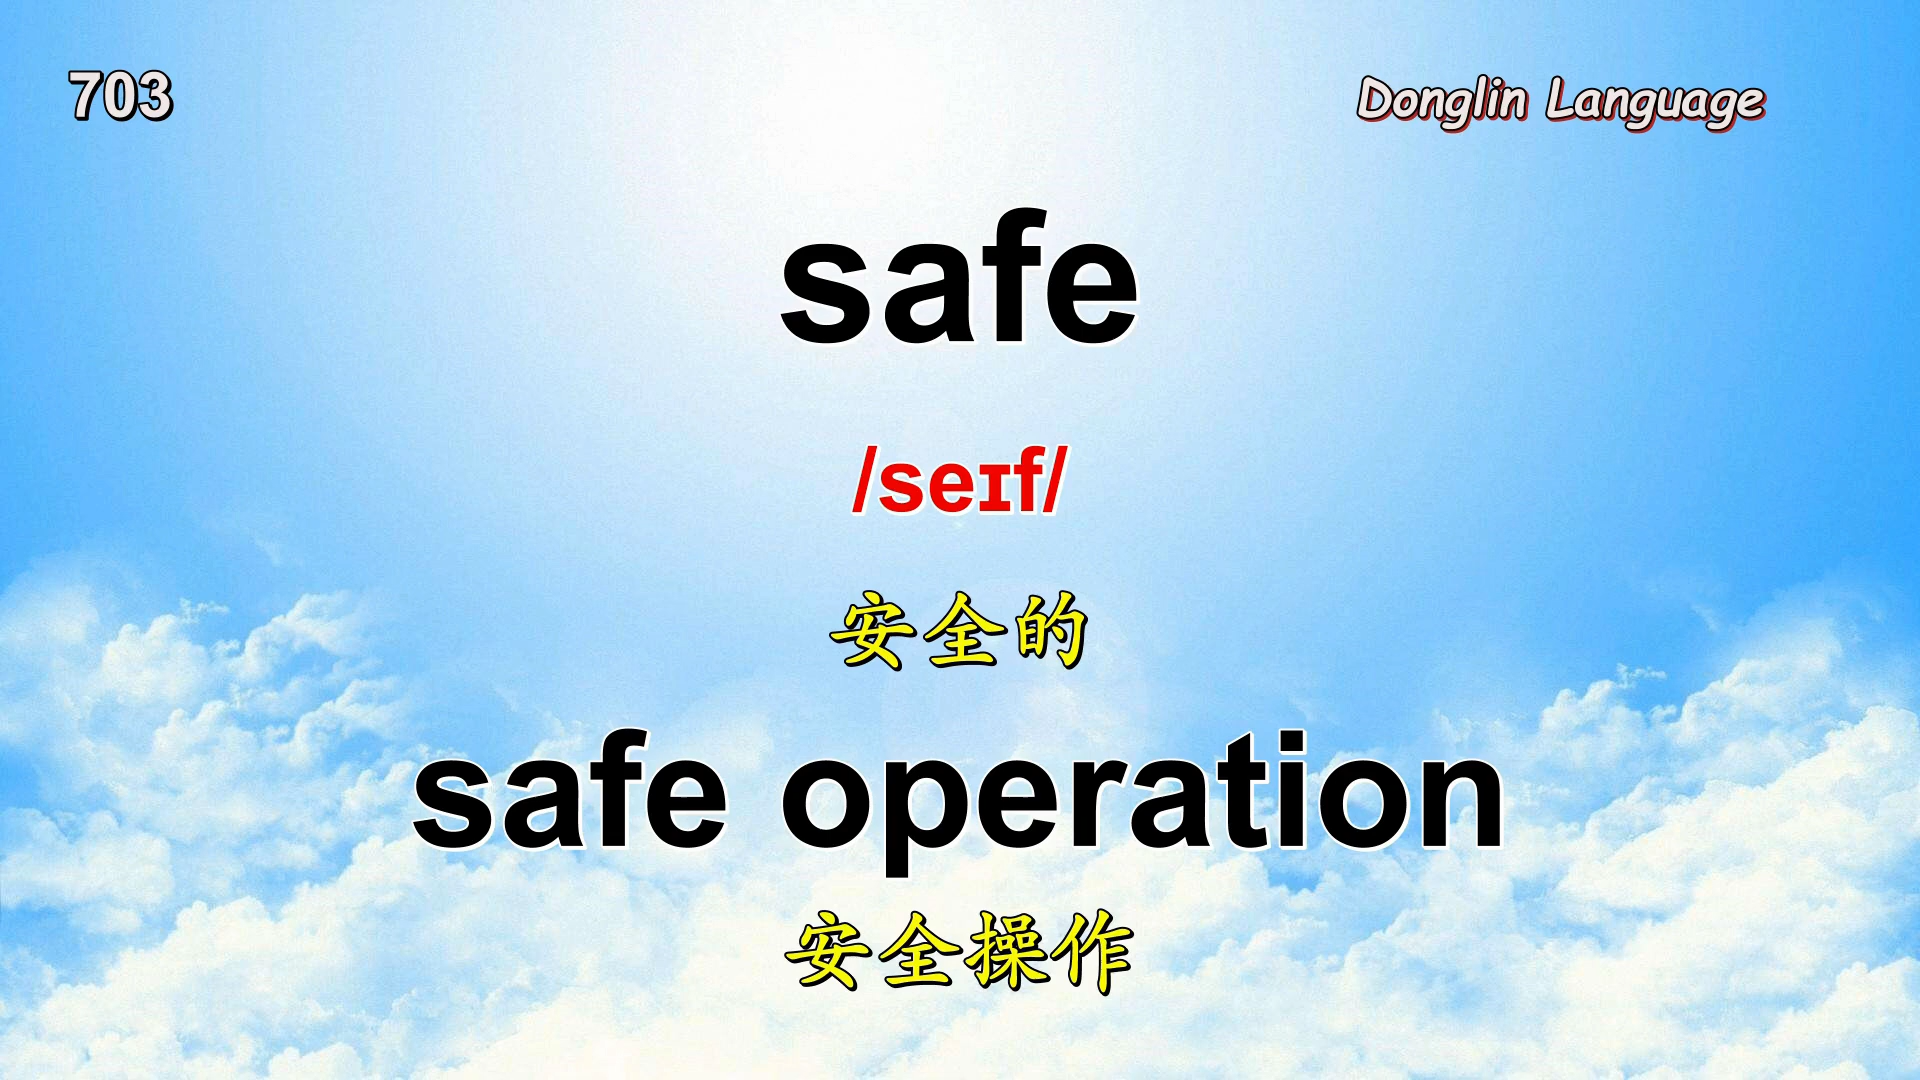 703
Donglin Language
safe
/seɪf/
安全的
safe operation
安全操作